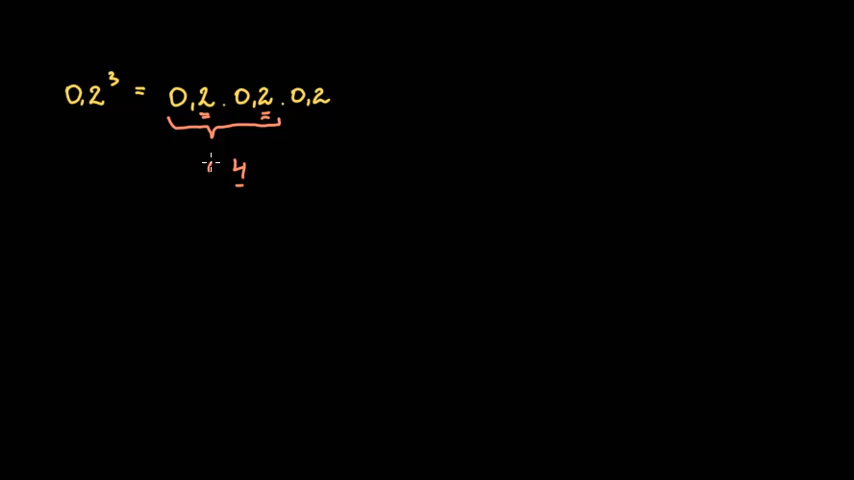 0,2³ = 0,2 . 0,2 . 0,2
4